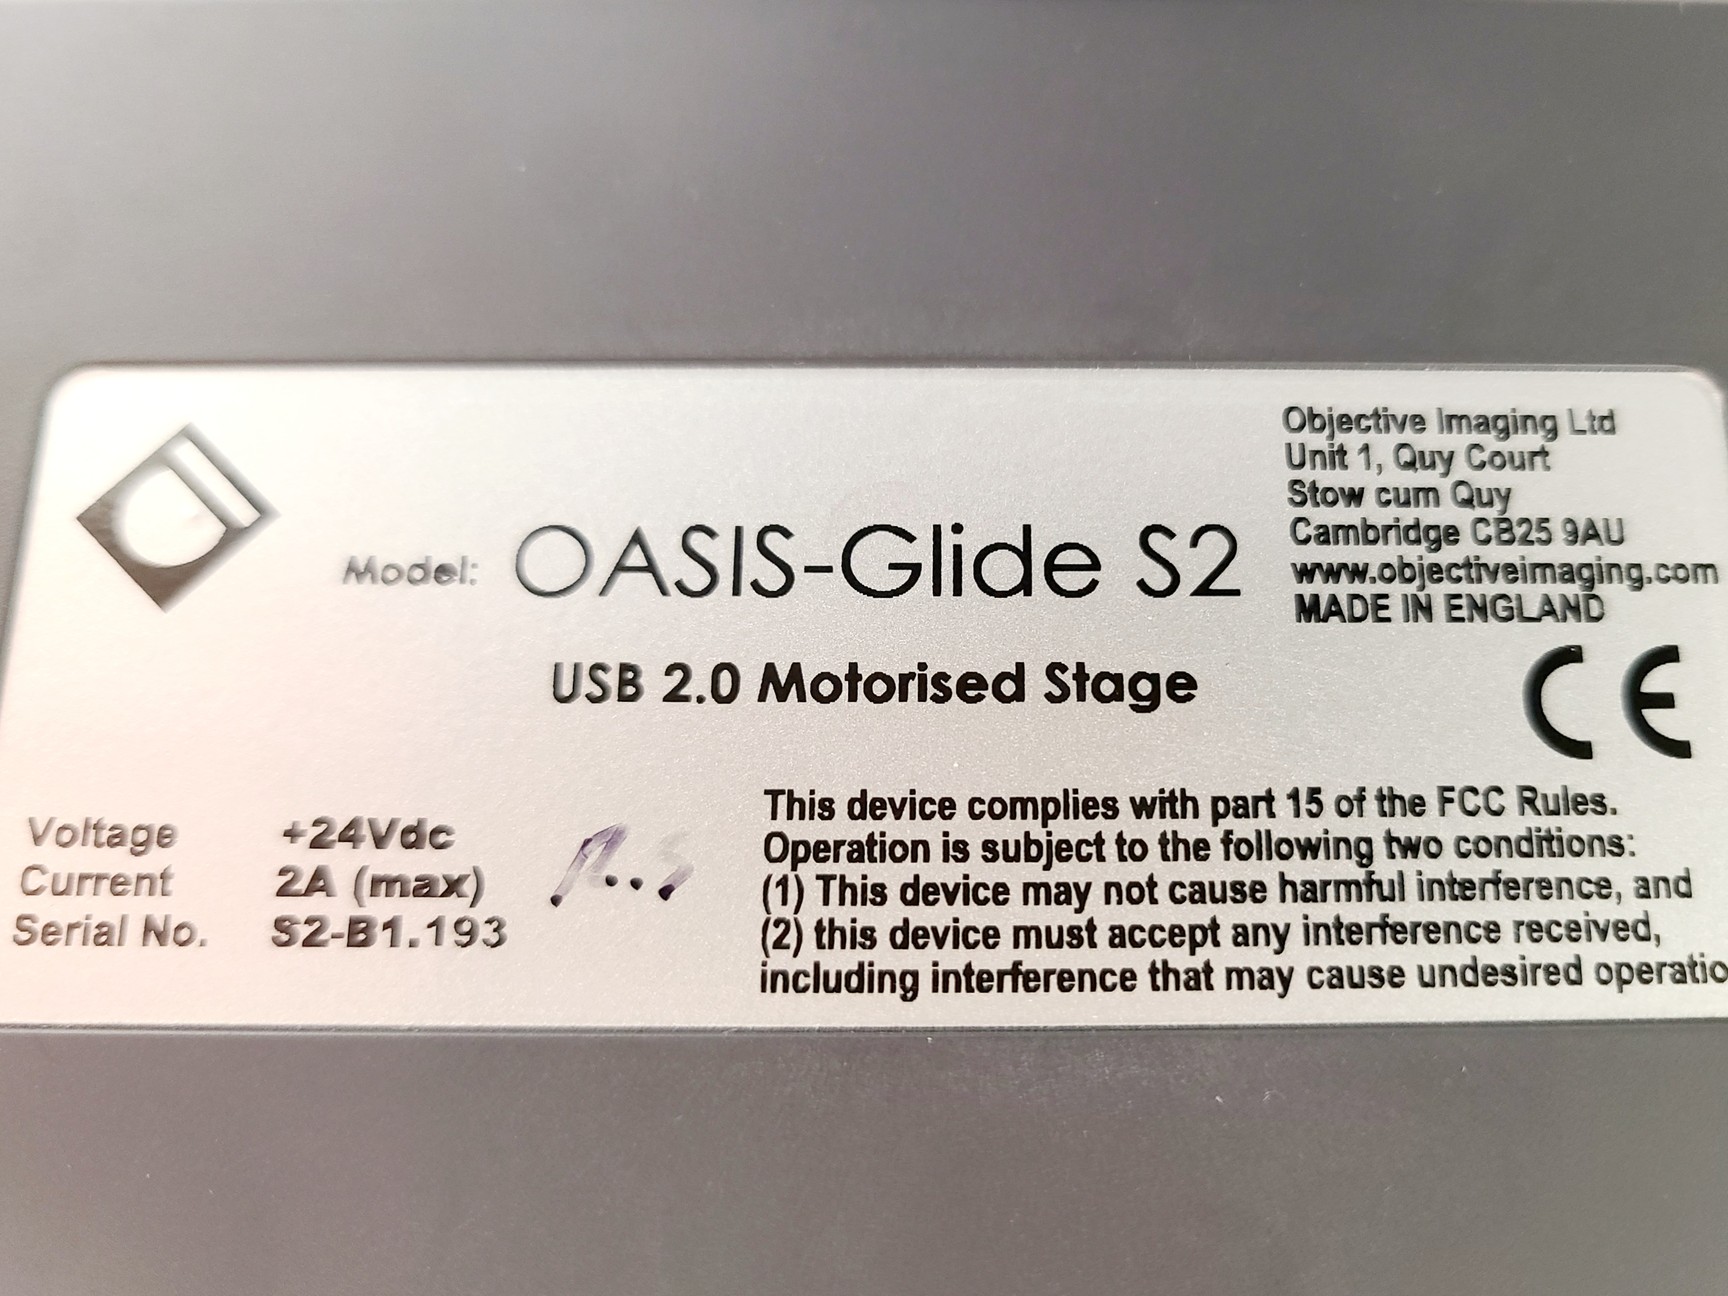 Objective Imaging Ltd
Unit 1, Quy Court
Stow cum Quy
Cambridge CB25 9AU
www.objectiveimaging.com
MADE IN ENGLAND
Model: OASIS-Glide S2
USB 2.0 Motorised Stage
CE
Voltage +24Vdc
Current 2A (max)
Serial No. S2-B1.193
This device complies with part 15 of the FCC Rules.
Operation is subject to the following two conditions:
(1) This device may not cause harmful interference, and
(2) this device must accept any interference received,
including interference that may cause undesired operatio